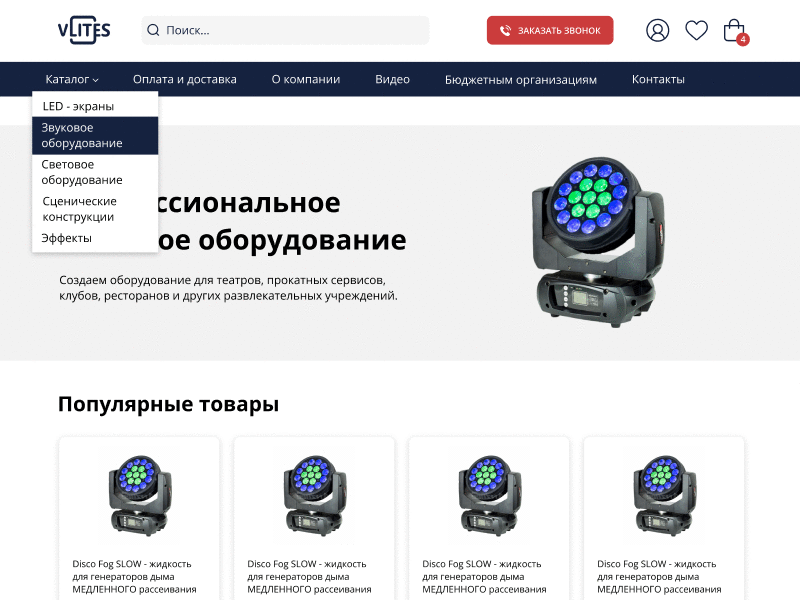 VLITES
Поиск...
ЗАКАЗАТЬ ЗВОНОК
4
Каталог
Оплата и доставка
О компании
Видео
Бюджетным организациям
Контакты
LED - экраны
Звуковое
оборудование
Световое
оборудование
Сценические
конструкции
Эффекты
ссиональное
ое оборудование
Создаем оборудование для театров, прокатных сервисов,
клубов, ресторанов и других развлекательных учреждений.
Популярные товары
Disco Fog SLOW - жидкость
для генераторов дыма
МЕДЛЕННОГО рассеивания
Disco Fog SLOW - жидкость
для генераторов дыма
МЕДЛЕННОГО рассеивания
Disco Fog SLOW - жидкость
для генераторов дыма
МЕДЛЕННОГО рассеивания
Disco Fog SLOW - жидкость
для генераторов дыма
МЕДЛЕННОГО рассеивания